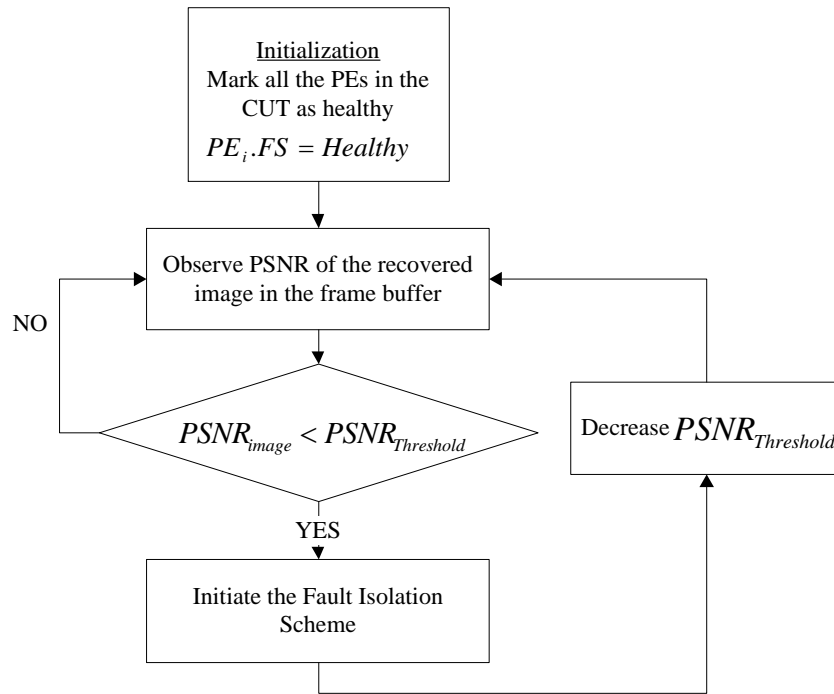 Initialization
Mark all the PEs in the
CUT as healthy
PE_i.FS = Healthy
Observe PSNR of the recovered
image in the frame buffer
NO
PSNR_image < PSNR_Threshold
Decrease PSNR_Threshold
YES
Initiate the Fault Isolation
Scheme